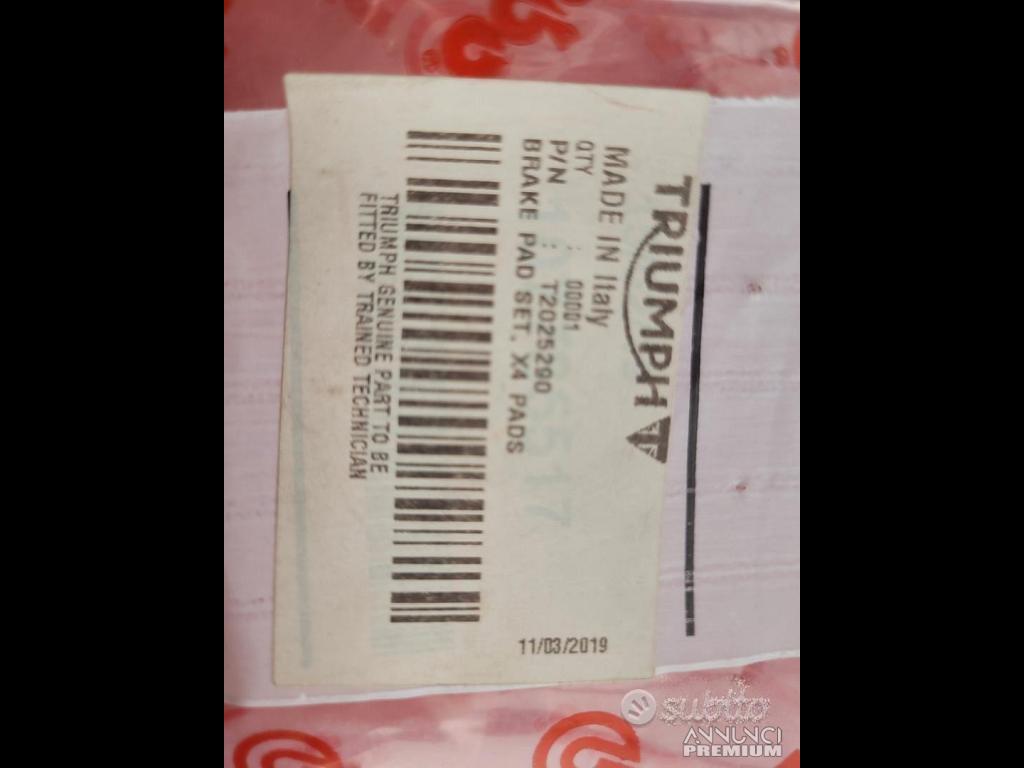 TRIUMPH
MADE IN Italy
QTY : 00001
P/N : T2025290
BRAKE PAD SET, X4 PADS
TRIUMPH GENUINE PART TO BE
FITTED BY TRAINED TECHNICIAN
11/03/2019
subito
ANNUNCI
PREMIUM